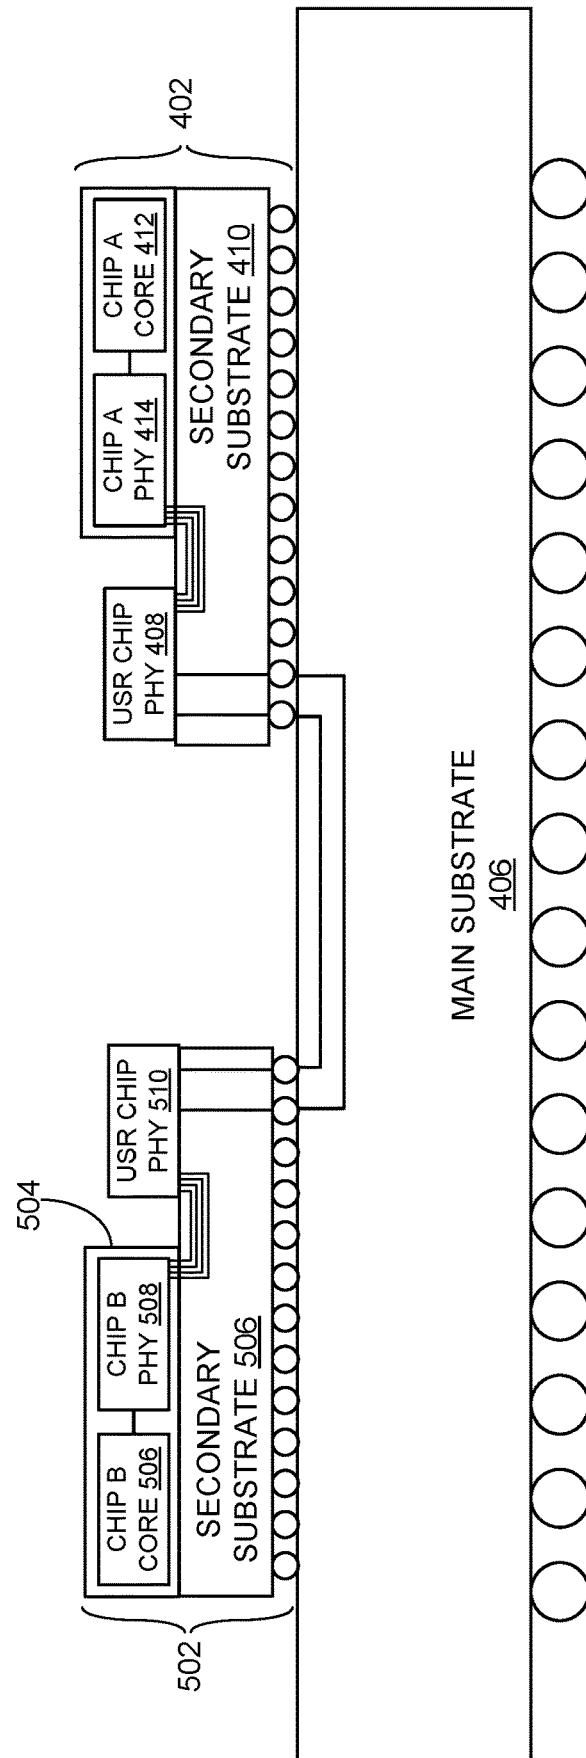 504
502
402
CHIP B
CORE 506
CHIP B
PHY 508
USR CHIP
PHY 510
SECONDARY
SUBSTRATE 506
USR CHIP
PHY 408
CHIP A
PHY 414
CHIP A
CORE 412
SECONDARY
SUBSTRATE 410
MAIN SUBSTRATE
406